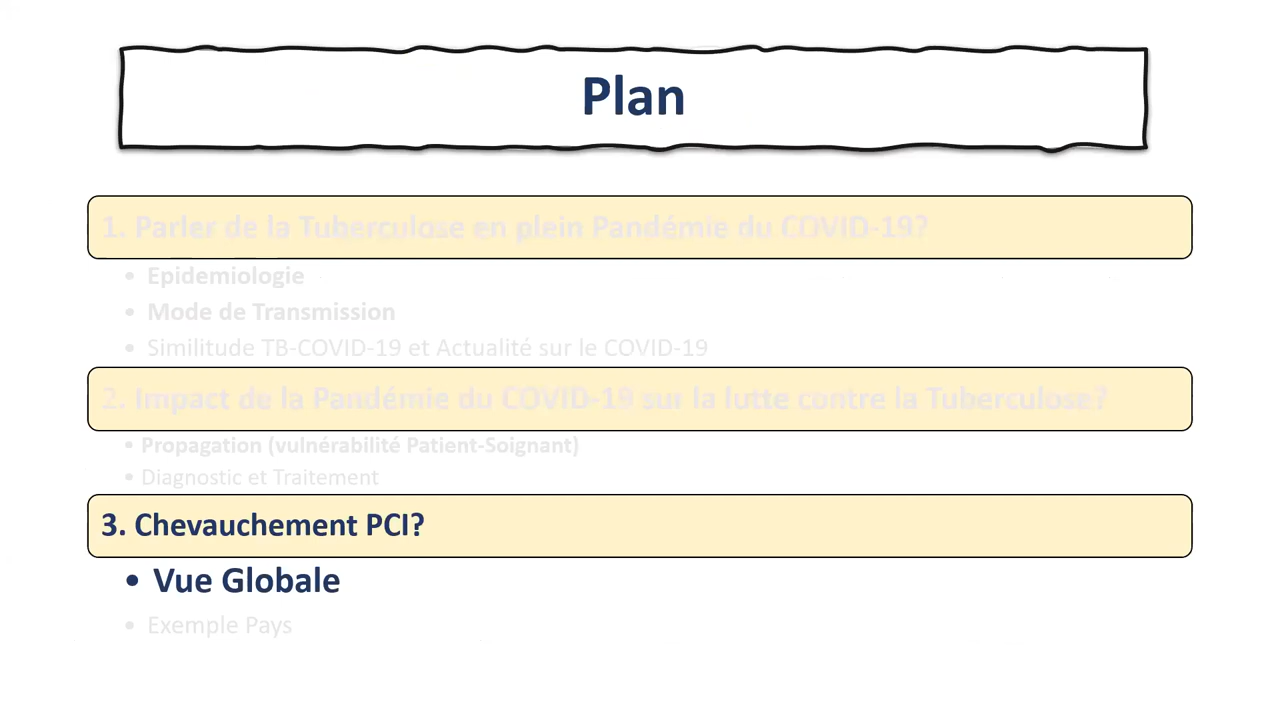 Plan
1. Parler de la Tuberculose en plein Pandémie du COVID-19?
• Epidemiologie
• Mode de Transmission
• Similitude TB-COVID-19 et Actualité sur le COVID-19
2. Impact de la Pandémie du COVID-19 sur la lutte contre la Tuberculose?
• Propagation (vulnérabilité Patient-Soignant)
• Diagnostic et Traitement
3. Chevauchement PCI?
• Vue Globale
• Exemple Pays